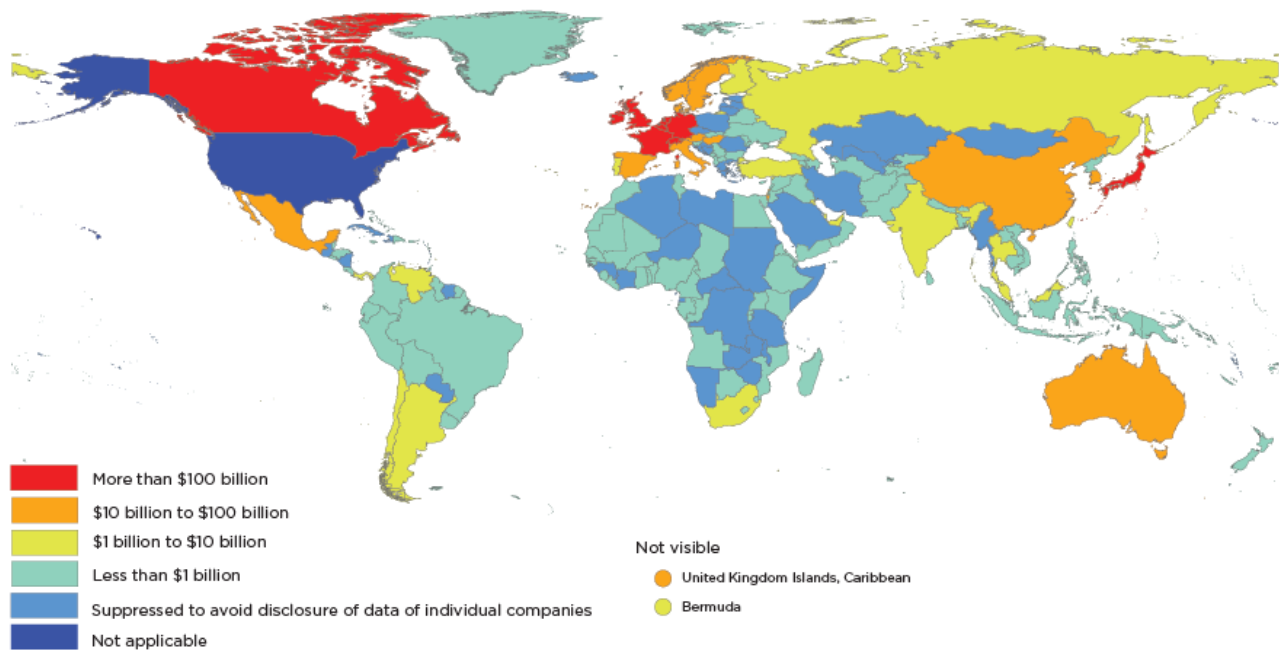 More than $100 billion
$10 billion to $100 billion
$1 billion to $10 billion
Less than $1 billion
Suppressed to avoid disclosure of data of individual companies
Not applicable
Not visible
United Kingdom Islands, Caribbean
Bermuda